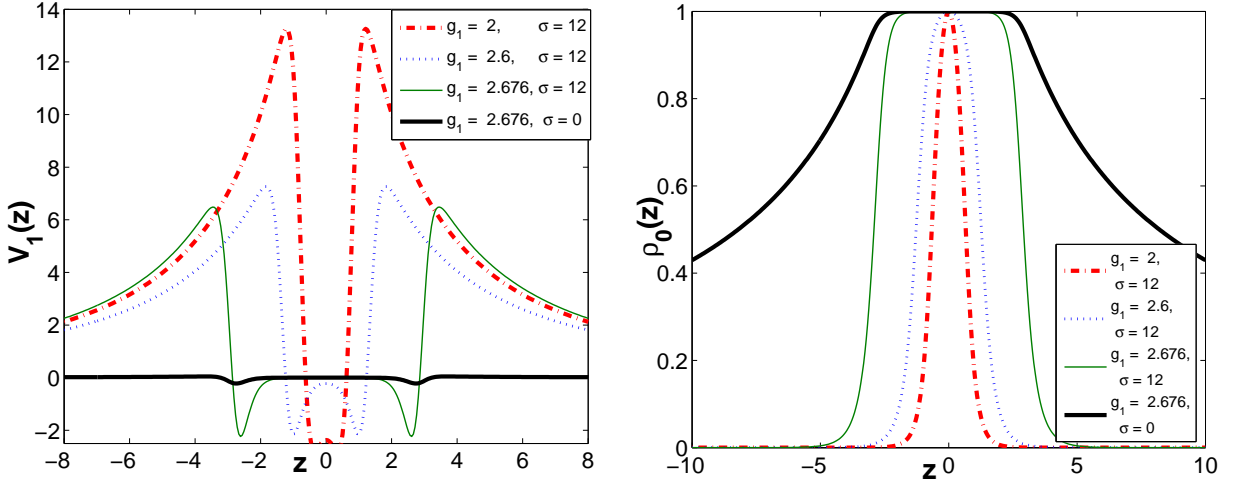 14
12
10
8
6
4
2
0
−2
−8
−6
−4
−2
0
2
4
6
8
z
V1(z)
g1 = 2, σ = 12
g1 = 2.6, σ = 12
g1 = 2.676, σ = 12
g1 = 2.676, σ = 0
1
0.8
0.6
0.4
0.2
0
−10
−5
0
5
10
z
ρ0(z)
g1 = 2,
σ = 12
g1 = 2.6,
σ = 12
g1 = 2.676,
σ = 12
g1 = 2.676,
σ = 0